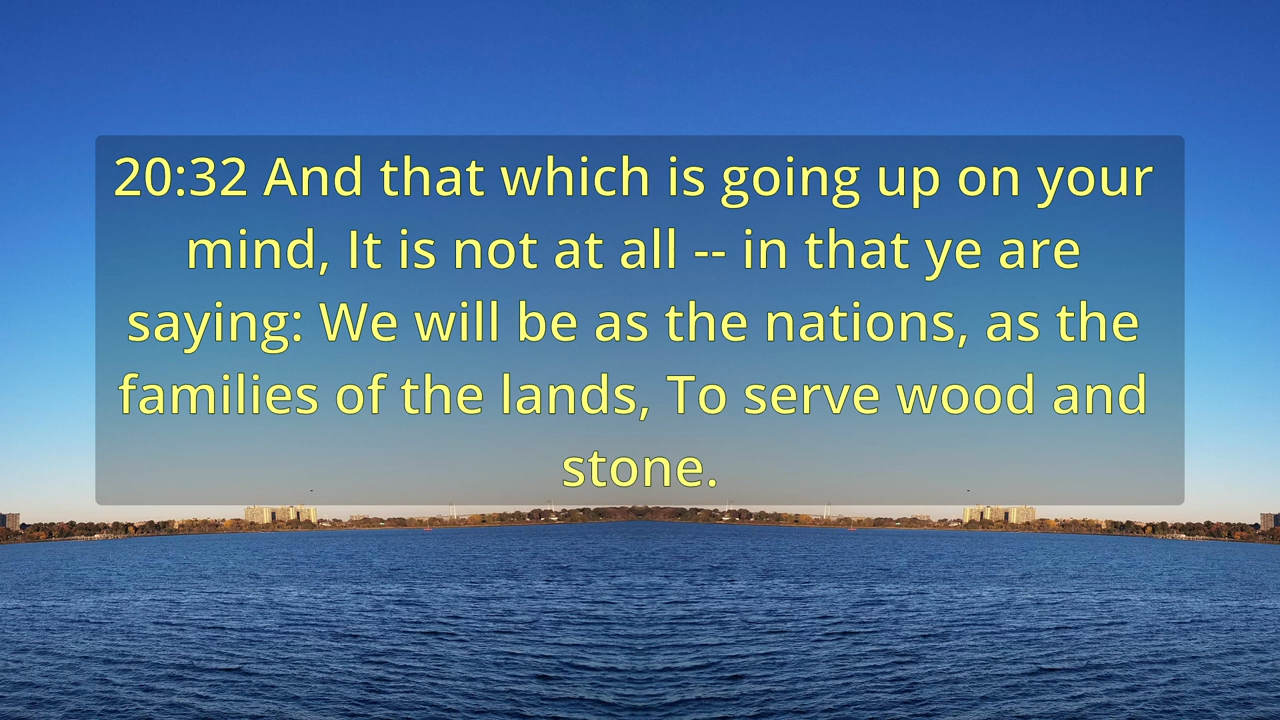 20:32 And that which is going up on your
mind, It is not at all -- in that ye are
saying: We will be as the nations, as the
families of the lands, To serve wood and
stone.